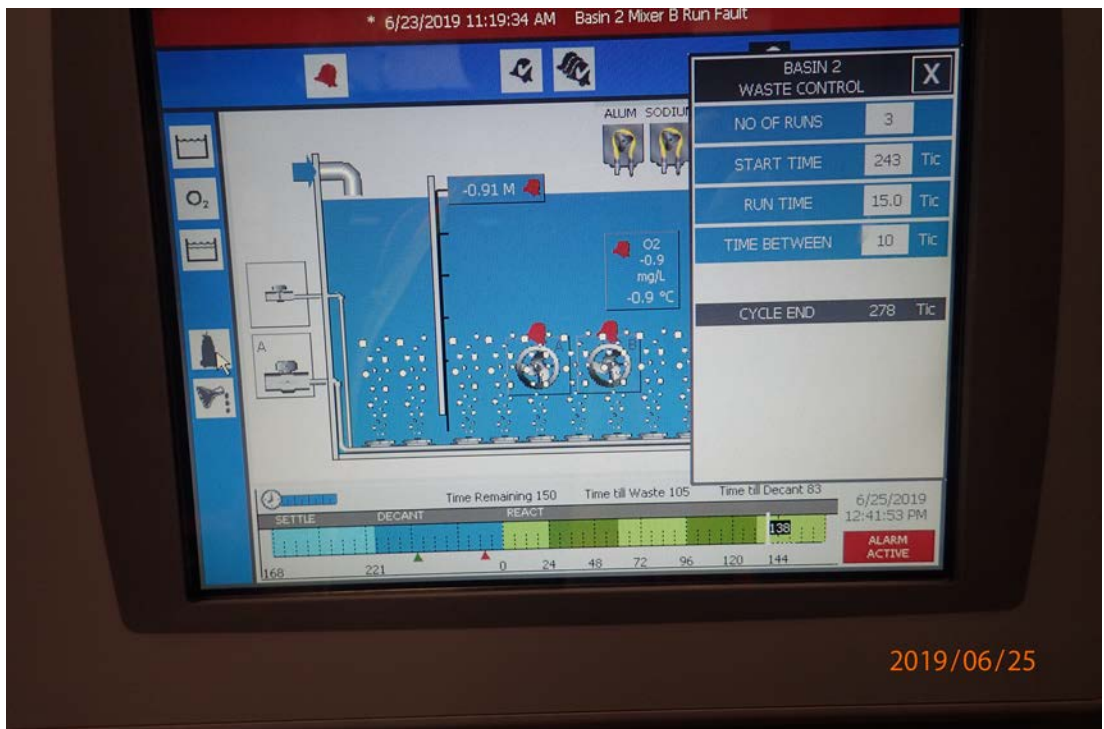 * 6/23/2019 11:19:34 AM Basin 2 Mixer B Run Fault
BASIN 2
WASTE CONTROL
X
ALUM SODIU
NO OF RUNS 3
START TIME 243 Tic
RUN TIME 15.0 Tic
TIME BETWEEN 10 Tic
CYCLE END 278 Tic
O2
-0.91 M
O2
-0.9
mg/L
-0.9 °C
A B
A
Time Remaining 150 Time till Waste 105 Time till Decant 83
SETTLE DECANT REACT
138
168 221 0 24 48 72 96 120 144
6/25/2019
12:41:53 PM
ALARM
ACTIVE
2019/06/25